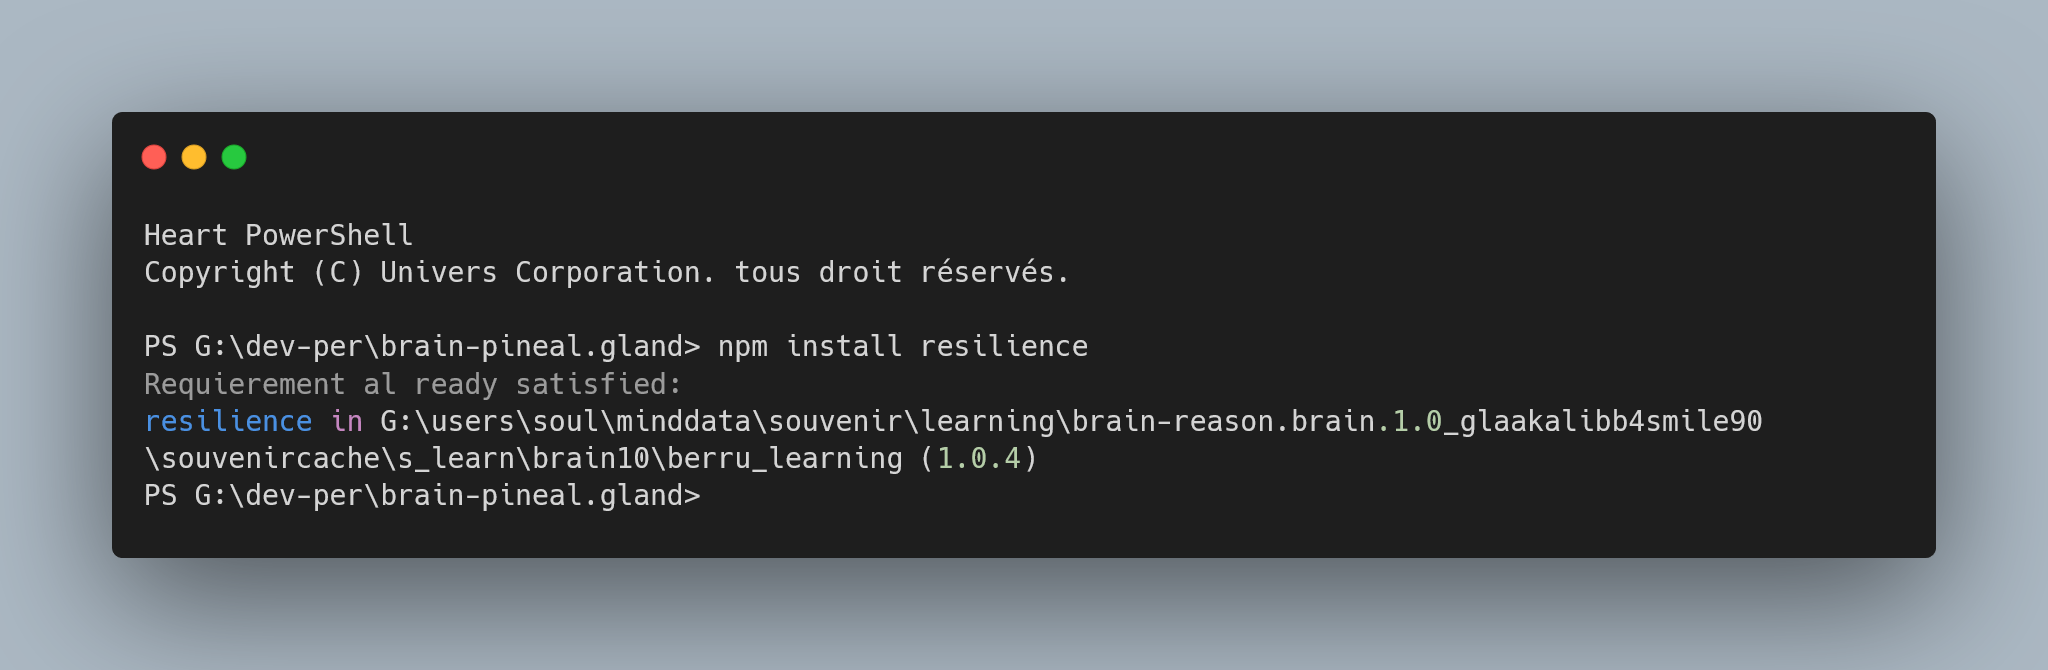 Heart PowerShell
Copyright (C) Univers Corporation. tous droit réservés.
PS G:\dev-per\brain-pineal.gland> npm install resilience
Requierement al ready satisfied:
resilience in G:\users\soul\minddata\souvenir\learning\brain-reason.brain.1.0_glaakalibb4smile90
\souvenircache\s_learn\brain10\berru_learning (1.0.4)
PS G:\dev-per\brain-pineal.gland>